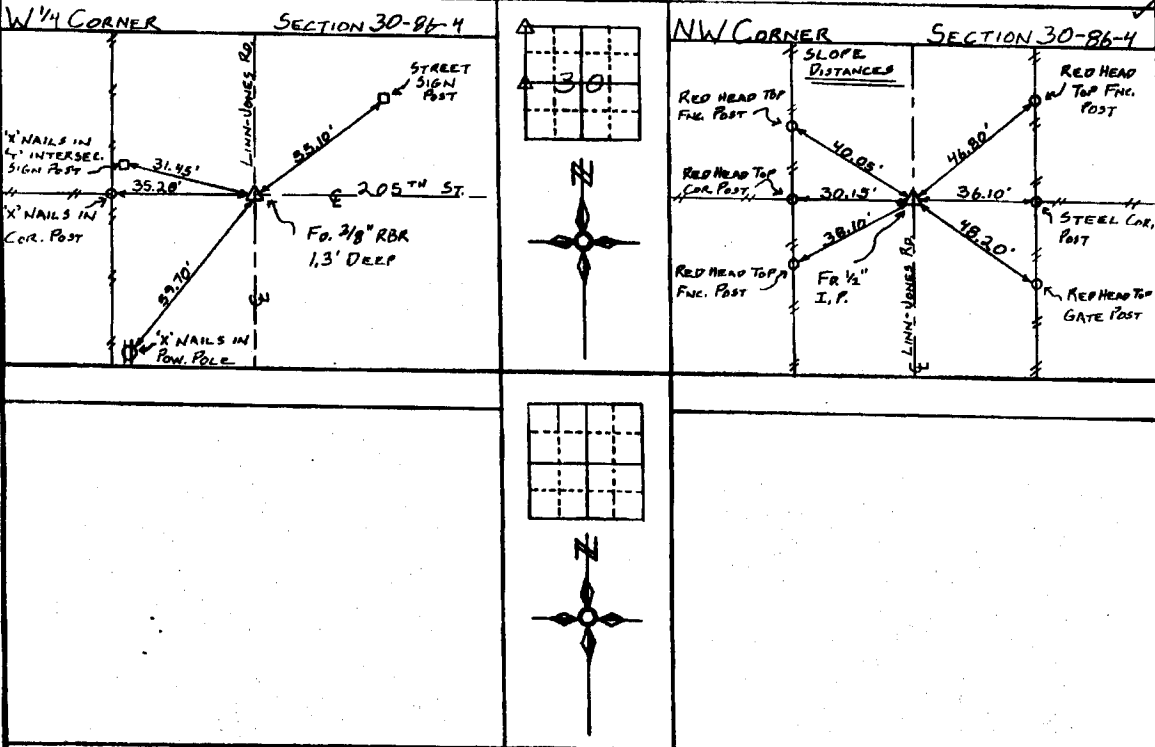 W 1/4 CORNER SECTION 30-86-4
LINN-JONES RD.
STREET
SIGN
POST
55.10'
"X" NAILS IN
"T" INTERSEC.
SIGN POST
31.45'
35.20'
"X" NAILS IN
COR. POST
℄ 205TH ST.
FD. 3/8" RBR
1.3' DEEP
59.70'
℄
"X" NAILS IN
POW. POLE
30
N
NW CORNER SECTION 30-86-4
SLOPE
DISTANCES
RED HEAD TOP
FNC. POST
RED HEAD
TOP FNC.
POST
40.05'
46.80'
RED HEAD TOP
COR. POST
30.15'
36.10'
STEEL COR.
POST
38.10'
48.20'
RED HEAD TOP
FNC. POST
FD. 1/2"
I.P.
℄ LINN-JONES RD.
RED HEAD TOP
GATE POST
N